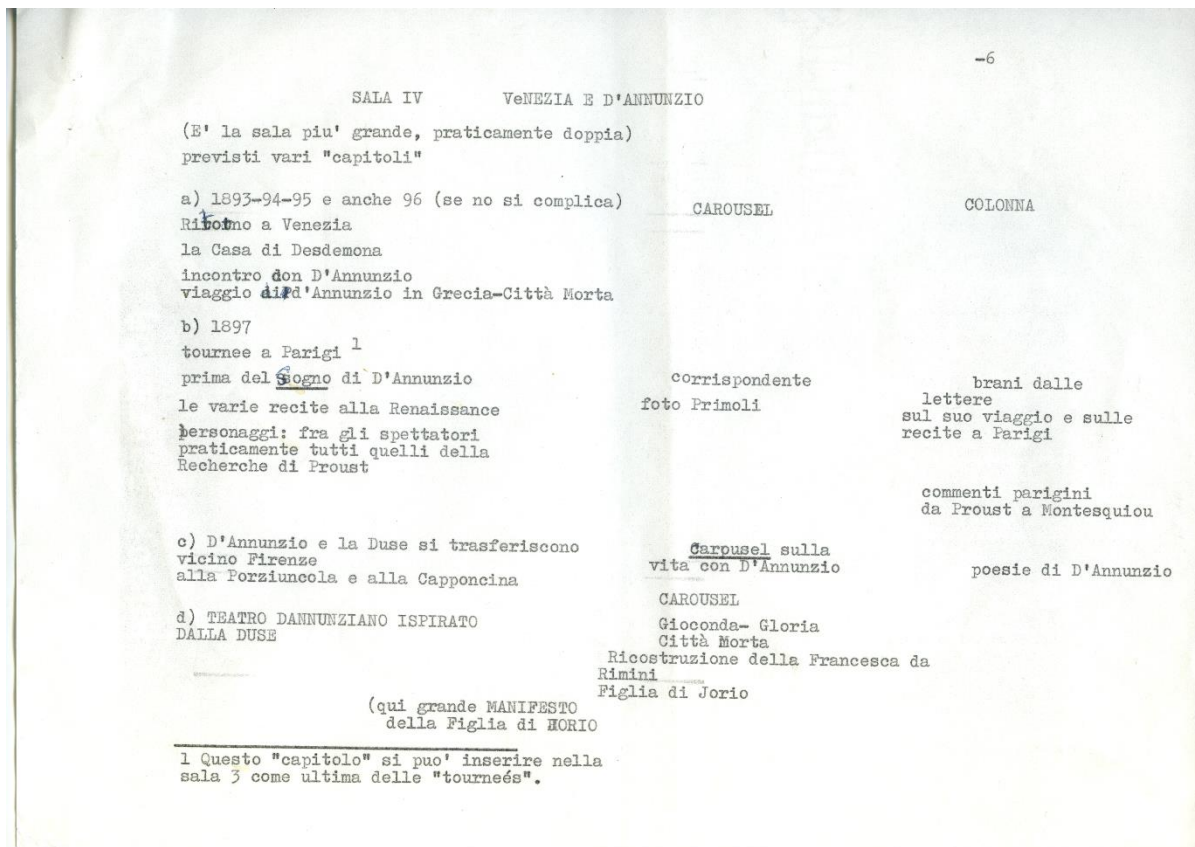 -6
SALA IV VeNEZIA E D'ANNUNZIO
(E' la sala piu' grande, praticamente doppia)
previsti vari "capitoli"
a) 1893-94-95 e anche 96 (se no si complica)
CAROUSEL
COLONNA
Ritorno a Venezia
la Casa di Desdemona
incontro don D'Annunzio
viaggio di d'Annunzio in Grecia-Città Morta
b) 1897
tournee a Parigi 1
prima del Sogno di D'Annunzio
le varie recite alla Renaissance
personaggi: fra gli spettatori
praticamente tutti quelli della
Recherche di Proust
corrispondente
foto Primoli
brani dalle
lettere
sul suo viaggio e sulle
recite a Parigi
commenti parigini
da Proust a Montesquiou
c) D'Annunzio e la Duse si trasferiscono
vicino Firenze
alla Porziuncola e alla Capponcina
Carousel sulla
vita con D'Annunzio
poesie di D'Annunzio
d) TEATRO DANNUNZIANO ISPIRATO
DALLA DUSE
CAROUSEL
Gioconda- Gloria
Città Morta
Ricostruzione della Francesca da
Rimini
Figlia di Jorio
(qui grande MANIFESTO
della Figlia di HORIO
1 Questo "capitolo" si puo' inserire nella
sala 3 come ultima delle "tourneés".